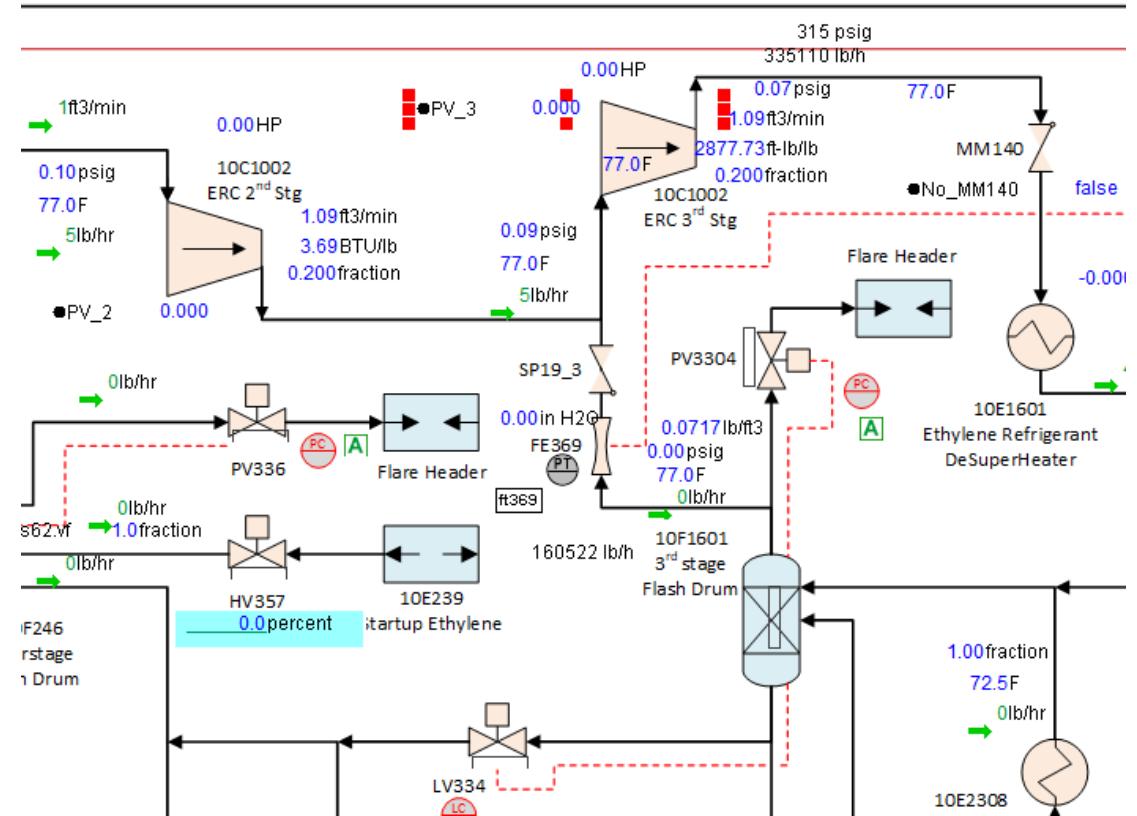 315 psig
335110 lb/h
0.00HP
0.07psig
77.0F
1ft3/min
PV_3
0.000
1.09ft3/min
0.00HP
MM140
0.10psig
10C1002
ERC 2nd Stg
77.0F
2877.73ft-lb/lb
0.200fraction
10C1002
ERC 3rd Stg
No_MM140
false
77.0F
5lb/hr
1.09ft3/min
3.69BTU/lb
0.200fraction
0.09psig
77.0F
5lb/hr
Flare Header
PV_2
0.000
SP19_3
PV3304
0lb/hr
PC
10E1601
Ethylene Refrigerant
DeSuperHeater
A
0.00in H2O
FE369
PT
ft369
0.0717lb/ft3
0.00psig
77.0F
0lb/hr
PC
A
PV336
Flare Header
0lb/hr
s62.vf
1.0fraction
0lb/hr
160522 lb/h
10F1601
3rd stage
Flash Drum
HV357
0.0percent
10E239
Startup Ethylene
F246
rstage
Drum
1.00fraction
72.5F
0lb/hr
LV334
LC
10E2308